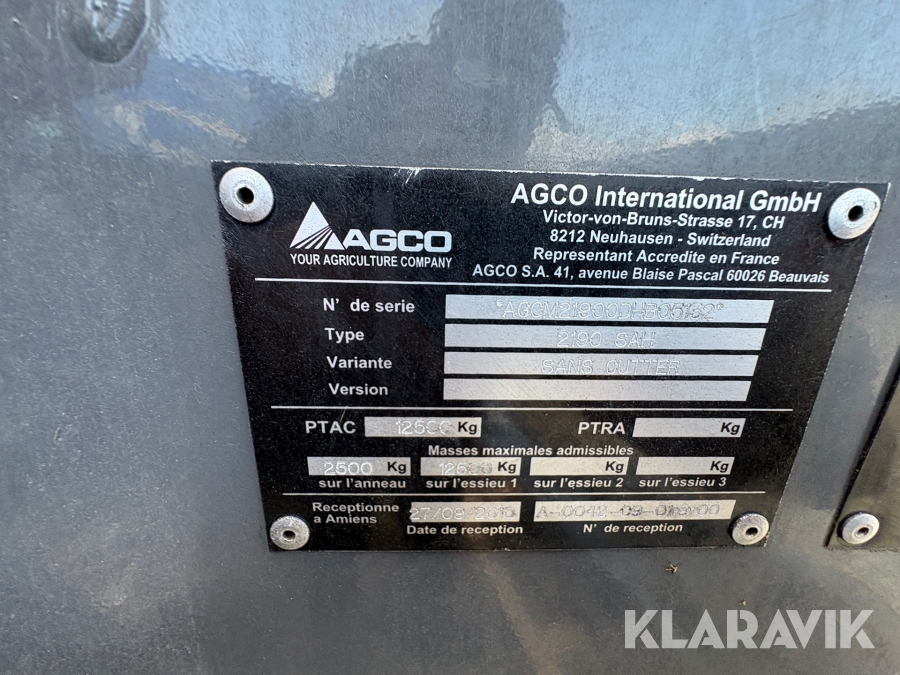 AGCO
YOUR AGRICULTURE COMPANY
AGCO International GmbH
Victor-von-Bruns-Strasse 17, CH
8212 Neuhausen - Switzerland
Representant Accredite en France
AGCO S.A. 41, avenue Blaise Pascal 60026 Beauvais
N' de serie
Type 2190 SAH
Variante SANS CUTTER
Version
PTAC 12500 Kg PTRA Kg
Masses maximales admissibles
2500 Kg 12500 Kg Kg Kg
sur l'anneau sur l'essieu 1 sur l'essieu 2 sur l'essieu 3
Receptionne
a Amiens
Date de reception N' de reception
KLARAVIK